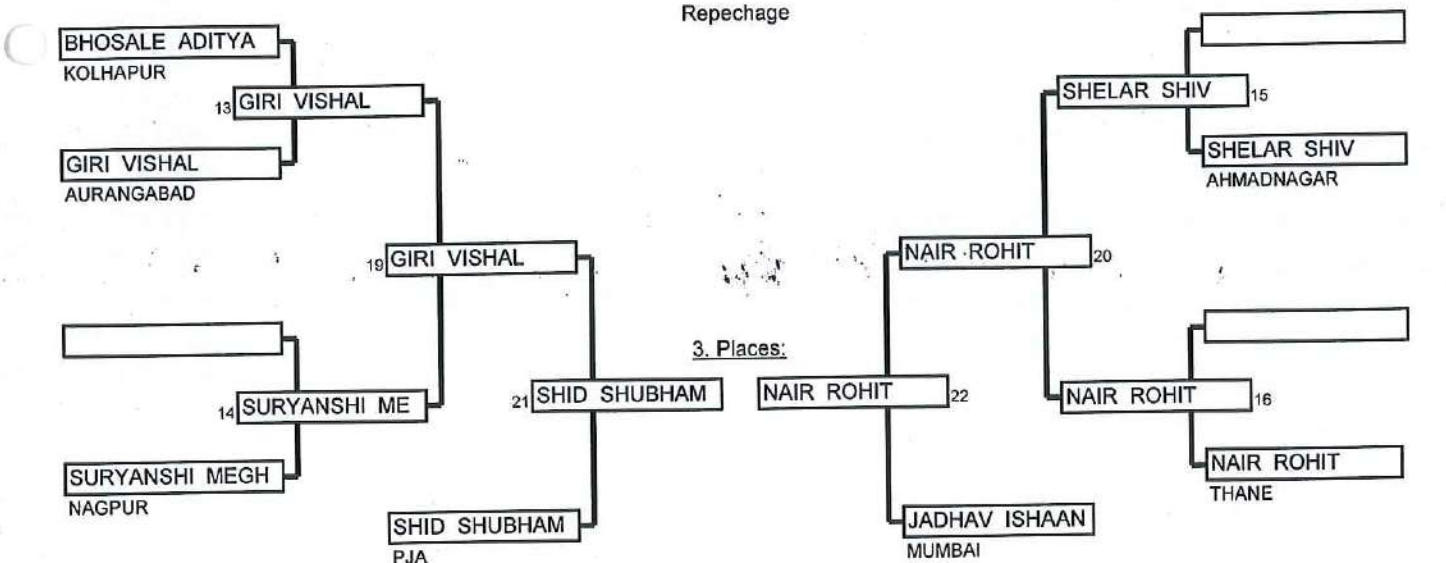 Repechage
BHOSALE ADITYA
KOLHAPUR
13 GIRI VISHAL
GIRI VISHAL
AURANGABAD
19 GIRI VISHAL
14 SURYANSHI ME
SURYANSHI MEGH
NAGPUR
21 SHID SHUBHAM
SHID SHUBHAM
PJA
3. Places:
SHELAR SHIV 15
SHELAR SHIV
AHMADNAGAR
NAIR ROHIT 20
NAIR ROHIT 22
NAIR ROHIT 16
NAIR ROHIT
THANE
JADHAV ISHAAN
MUMBAI